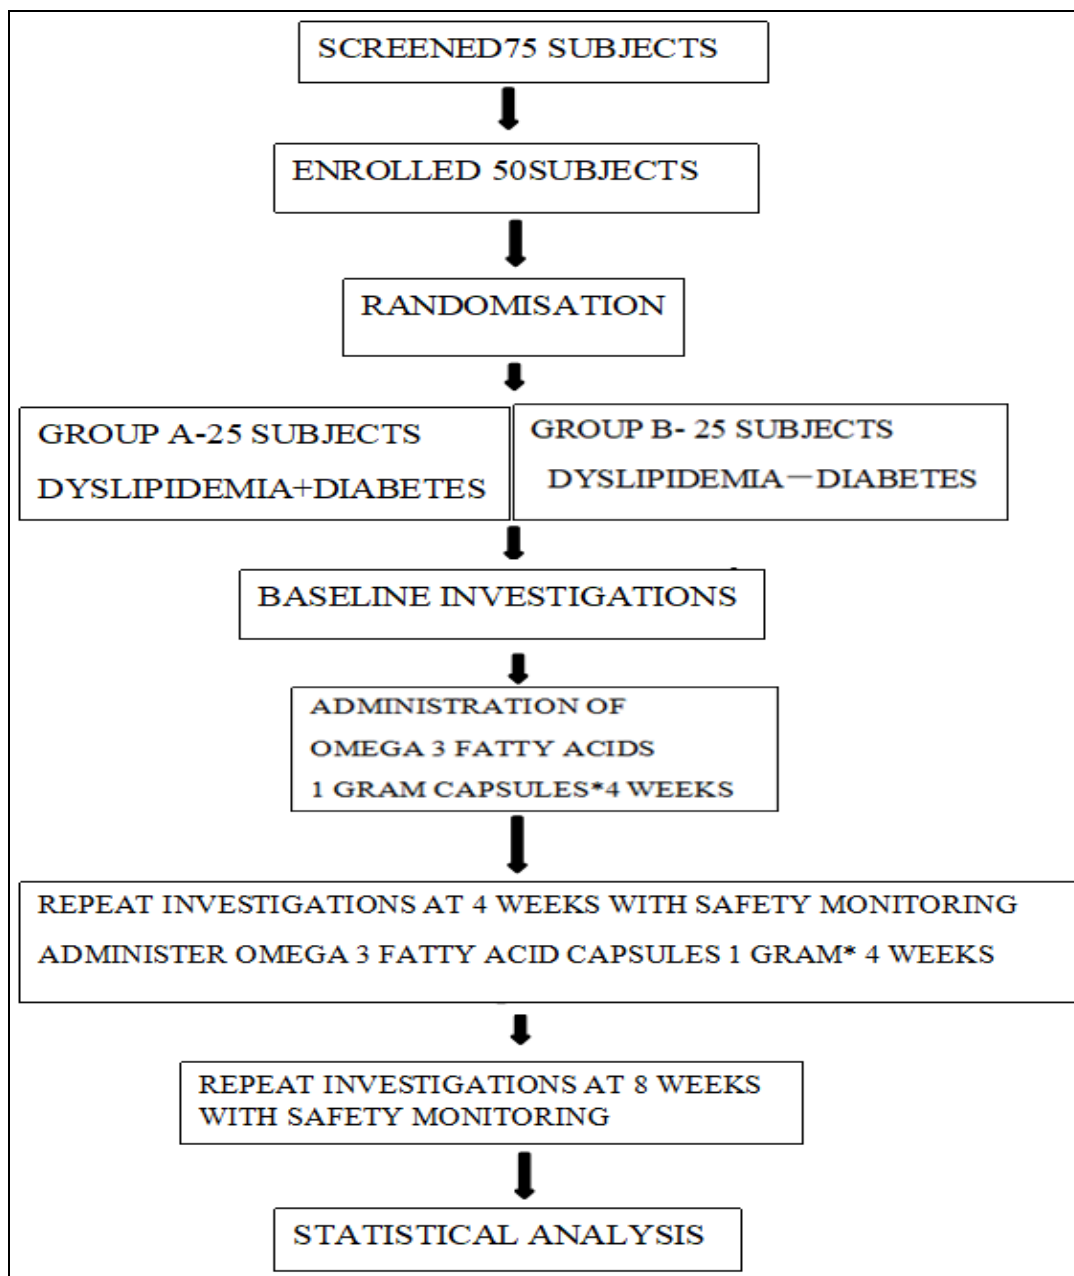 SCREENED75 SUBJECTS
ENROLLED 50SUBJECTS
RANDOMISATION
GROUP A-25 SUBJECTS
DYSLIPIDEMIA+DIABETES
GROUP B- 25 SUBJECTS
DYSLIPIDEMIA—DIABETES
BASELINE INVESTIGATIONS
ADMINISTRATION OF
OMEGA 3 FATTY ACIDS
1 GRAM CAPSULES*4 WEEKS
REPEAT INVESTIGATIONS AT 4 WEEKS WITH SAFETY MONITORING
ADMINISTER OMEGA 3 FATTY ACID CAPSULES 1 GRAM* 4 WEEKS
REPEAT INVESTIGATIONS AT 8 WEEKS
WITH SAFETY MONITORING
STATISTICAL ANALYSIS